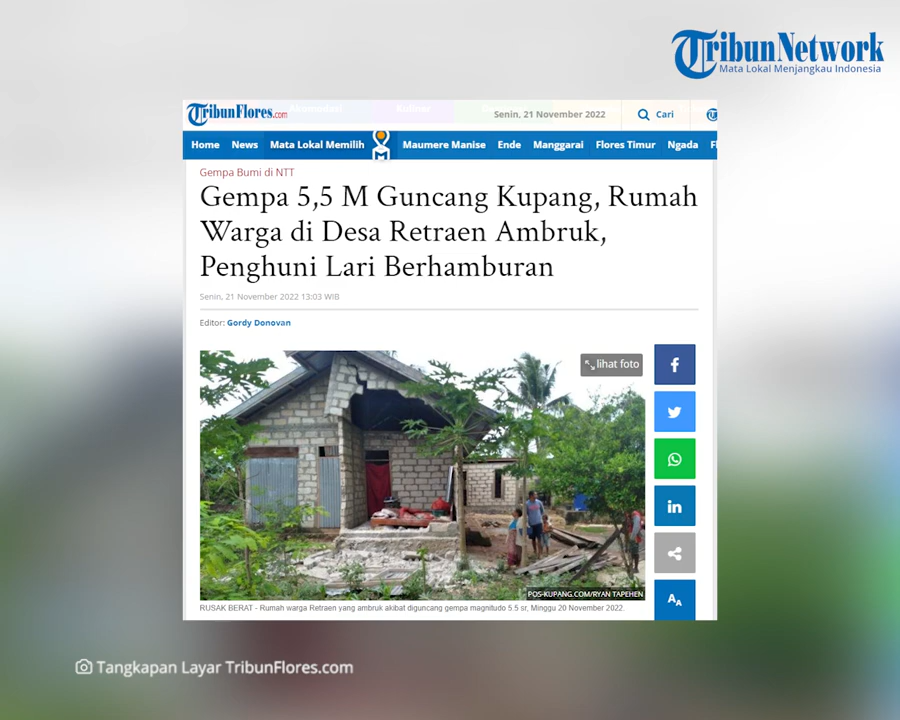 TribunNetwork
Mata Lokal Menjangkau Indonesia
TribunFlores.com
Akomodasi
Kuliner
Senin, 21 November 2022
Cari
Home News Mata Lokal Memilih Maumere Manise Ende Manggarai Flores Timur Ngada
Gempa Bumi di NTT
Gempa 5,5 M Guncang Kupang, Rumah
Warga di Desa Retraen Ambruk,
Penghuni Lari Berhamburan
Senin, 21 November 2022 13:03 WIB
Editor: Gordy Donovan
lihat foto
POS-KUPANG.COM/RYAN TAPEHEN
RUSAK BERAT - Rumah warga Retraen yang ambruk akibat diguncang gempa magnitudo 5.5 sr, Minggu 20 November 2022.
AA
Tangkapan Layar TribunFlores.com